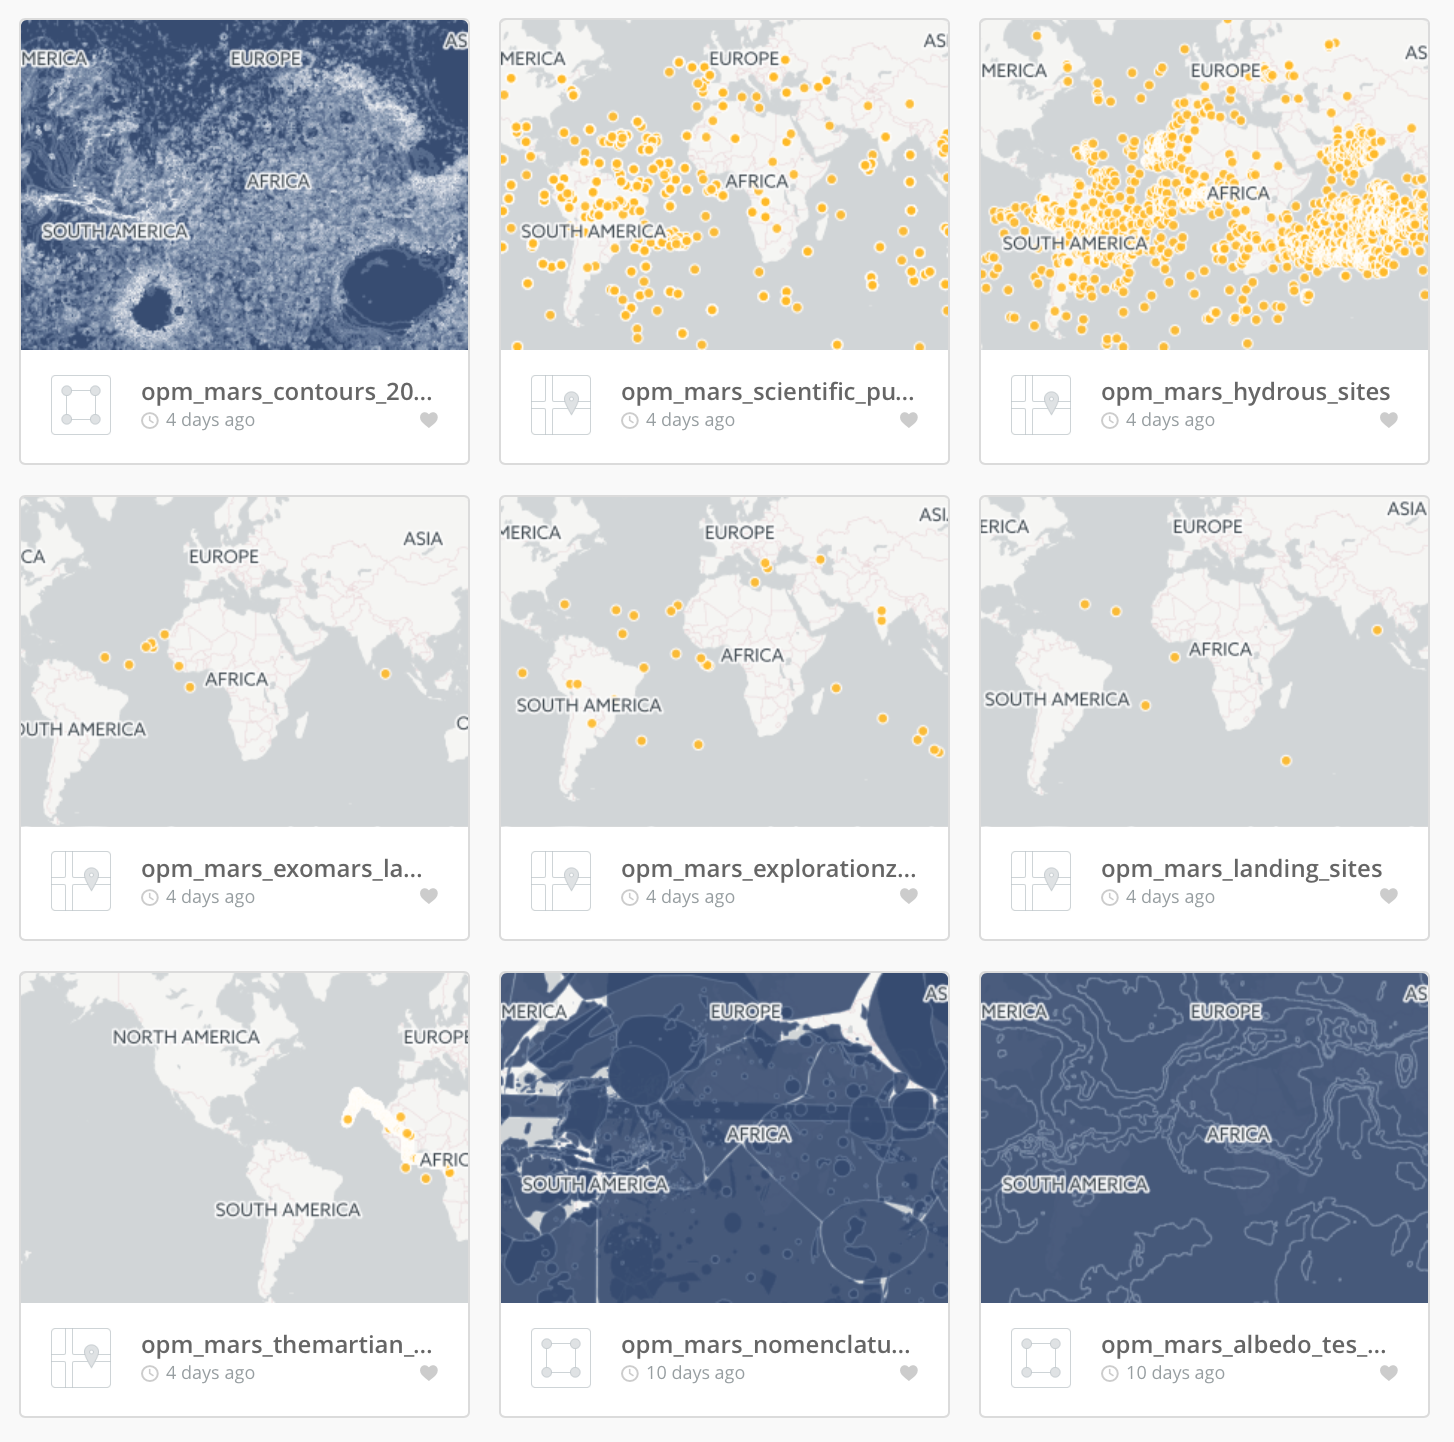 AS
MERICA
EUROPE
AFRICA
SOUTH AMERICA
opm_mars_contours_20...
4 days ago
AS
MERICA
EUROPE
AFRICA
SOUTH AMERICA
opm_mars_scientific_pu...
4 days ago
AS
MERICA
EUROPE
AFRICA
SOUTH AMERICA
opm_mars_hydrous_sites
4 days ago
ASIA
CA
EUROPE
AFRICA
OUTH AMERICA
O
opm_mars_exomars_la...
4 days ago
ASI
MERICA
EUROPE
AFRICA
SOUTH AMERICA
opm_mars_explorationz...
4 days ago
ASIA
ERICA
EUROPE
AFRICA
SOUTH AMERICA
opm_mars_landing_sites
4 days ago
NORTH AMERICA
EUROPE
AFRIC
SOUTH AMERICA
opm_mars_themartian_...
4 days ago
AS
MERICA
EUROPE
AFRICA
SOUTH AMERICA
opm_mars_nomenclatu...
10 days ago
AS
MERICA
EUROPE
AFRICA
SOUTH AMERICA
opm_mars_albedo_tes_...
10 days ago